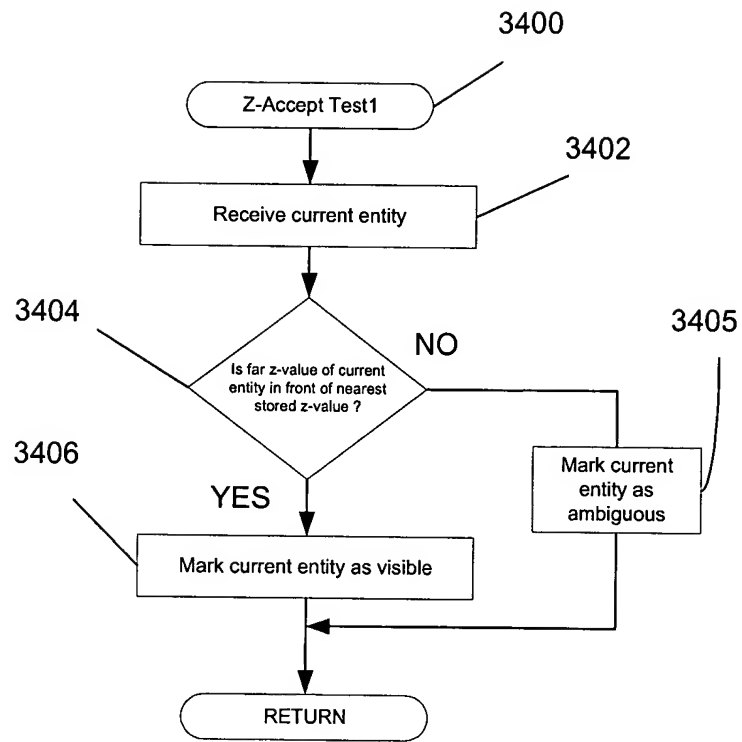 3400
Z-Accept Test1
3402
Receive current entity
3404
Is far z-value of current
entity in front of nearest
stored z-value ?
NO
3405
Mark current
entity as
ambiguous
3406
YES
Mark current entity as visible
RETURN